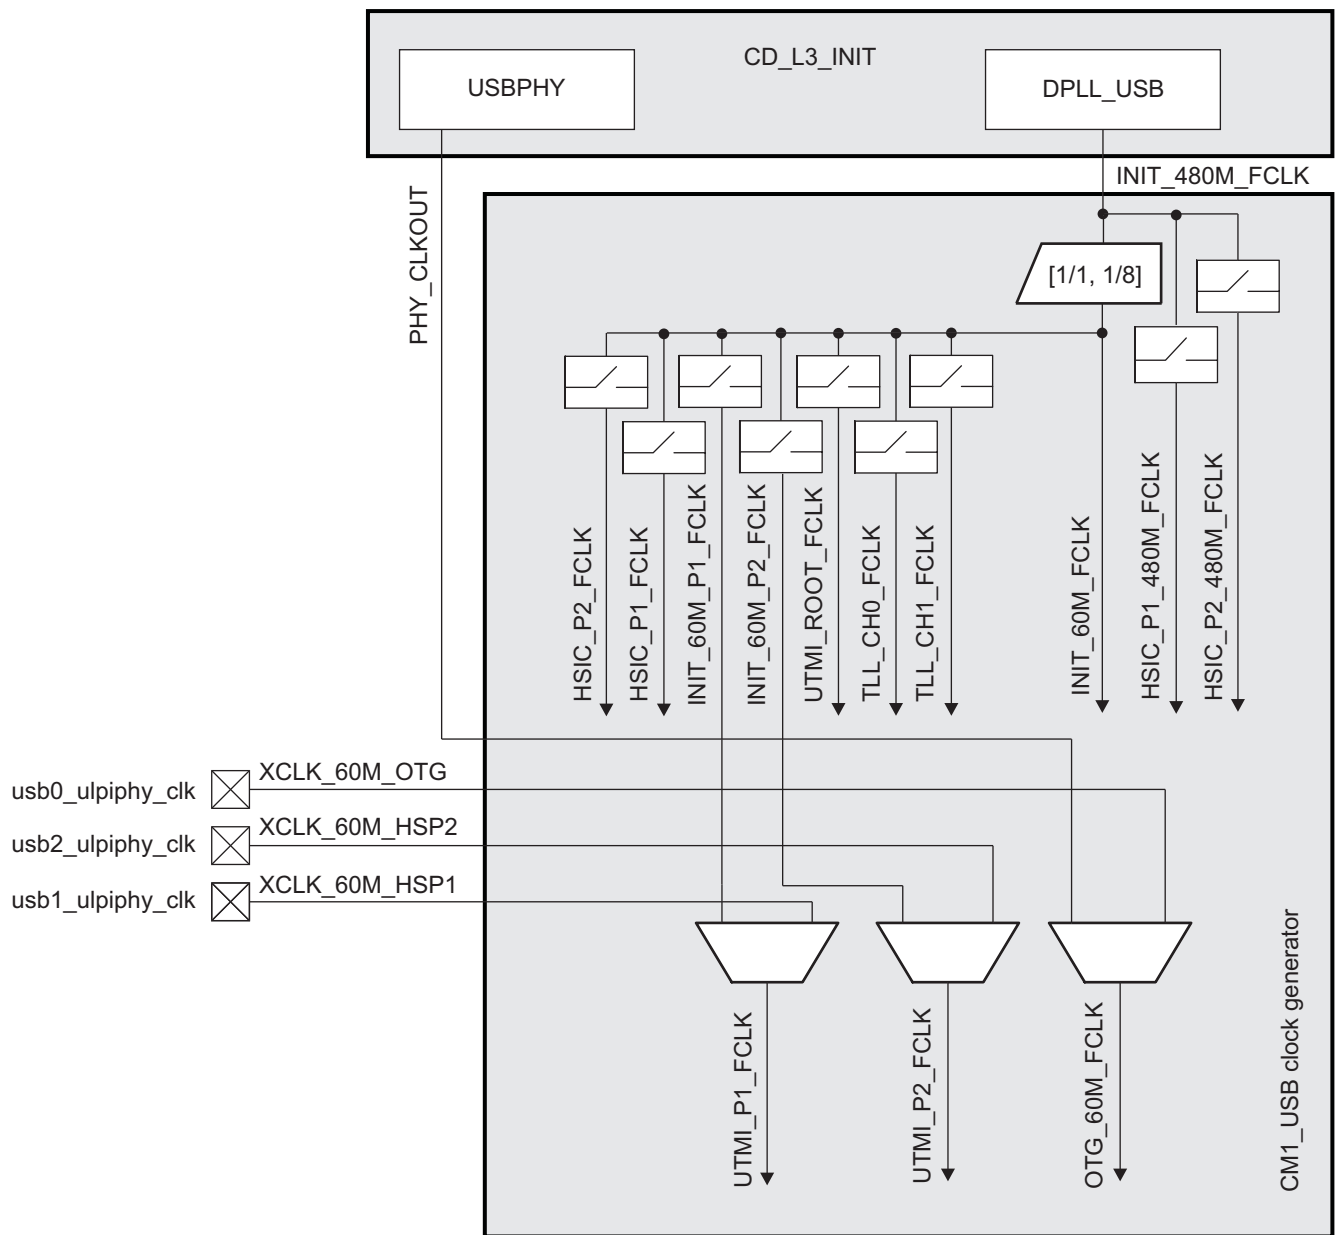 CD_L3_INIT
USBPHY
DPLL_USB
INIT_480M_FCLK
PHY_CLKOUT
[1/1, 1/8]
HSIC_P2_FCLK
HSIC_P1_FCLK
INIT_60M_P1_FCLK
INIT_60M_P2_FCLK
UTMI_ROOT_FCLK
TLL_CH0_FCLK
TLL_CH1_FCLK
INIT_60M_FCLK
HSIC_P1_480M_FCLK
HSIC_P2_480M_FCLK
usb0_ulpiphy_clk
XCLK_60M_OTG
usb2_ulpiphy_clk
XCLK_60M_HSP2
usb1_ulpiphy_clk
XCLK_60M_HSP1
UTMI_P1_FCLK
UTMI_P2_FCLK
OTG_60M_FCLK
CM1_USB clock generator